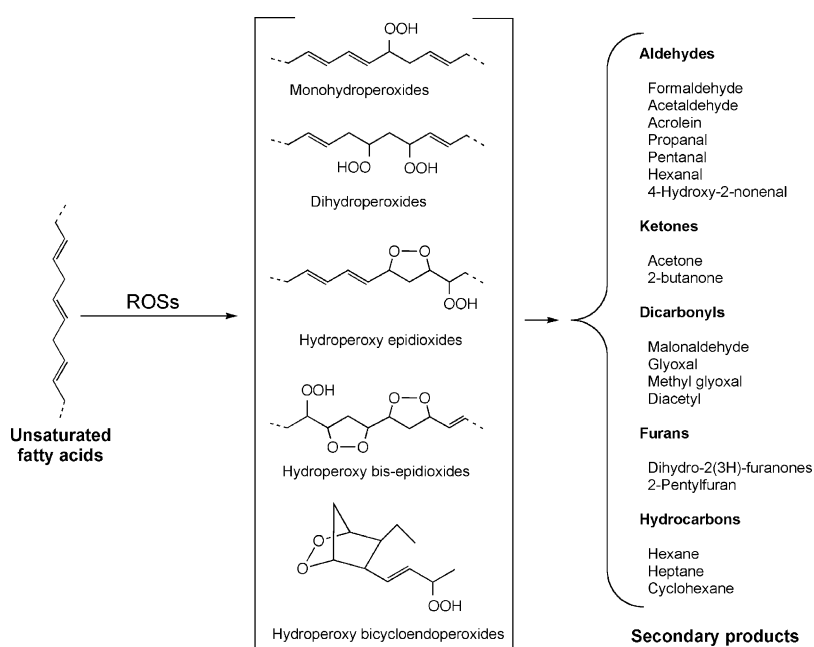 Unsaturated
fatty acids
ROSs
OOH
Monohydroperoxides
HOO
OOH
Dihydroperoxides
O
O
OOH
Hydroperoxy epidioxides
OOH
O
O
O
O
Hydroperoxy bis-epidioxides
O
O
OOH
Hydroperoxy bicycloendoperoxides
Aldehydes
Formaldehyde
Acetaldehyde
Acrolein
Propanal
Pentanal
Hexanal
4-Hydroxy-2-nonenal
Ketones
Acetone
2-butanone
Dicarbonyls
Malonaldehyde
Glyoxal
Methyl glyoxal
Diacetyl
Furans
Dihydro-2(3H)-furanones
2-Pentylfuran
Hydrocarbons
Hexane
Heptane
Cyclohexane
Secondary products